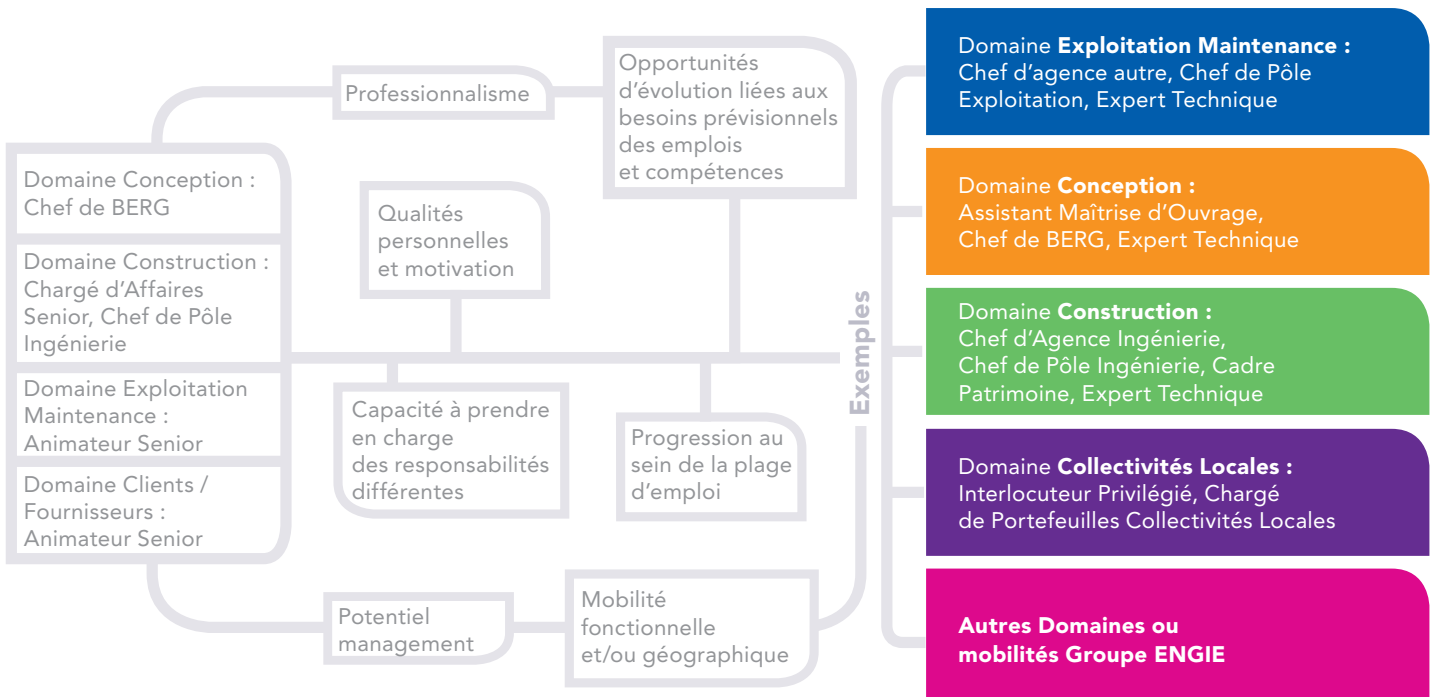 Domaine Conception :
Chef de BERG
Domaine Construction :
Chargé d'Affaires
Senior, Chef de Pôle
Ingénierie
Domaine Exploitation
Maintenance :
Animateur Senior
Domaine Clients /
Fournisseurs :
Animateur Senior
Professionnalisme
Opportunités
d'évolution liées aux
besoins prévisionnels
des emplois
et compétences
Qualités
personnelles
et motivation
Capacité à prendre
en charge
des responsabilités
différentes
Progression au
sein de la plage
d'emploi
Potentiel
management
Mobilité
fonctionnelle
et/ou géographique
Exemples
Domaine Exploitation Maintenance :
Chef d'agence autre, Chef de Pôle
Exploitation, Expert Technique
Domaine Conception :
Assistant Maîtrise d'Ouvrage,
Chef de BERG, Expert Technique
Domaine Construction :
Chef d'Agence Ingénierie,
Chef de Pôle Ingénierie, Cadre
Patrimoine, Expert Technique
Domaine Collectivités Locales :
Interlocuteur Privilégié, Chargé
de Portefeuilles Collectivités Locales
Autres Domaines ou
mobilités Groupe ENGIE